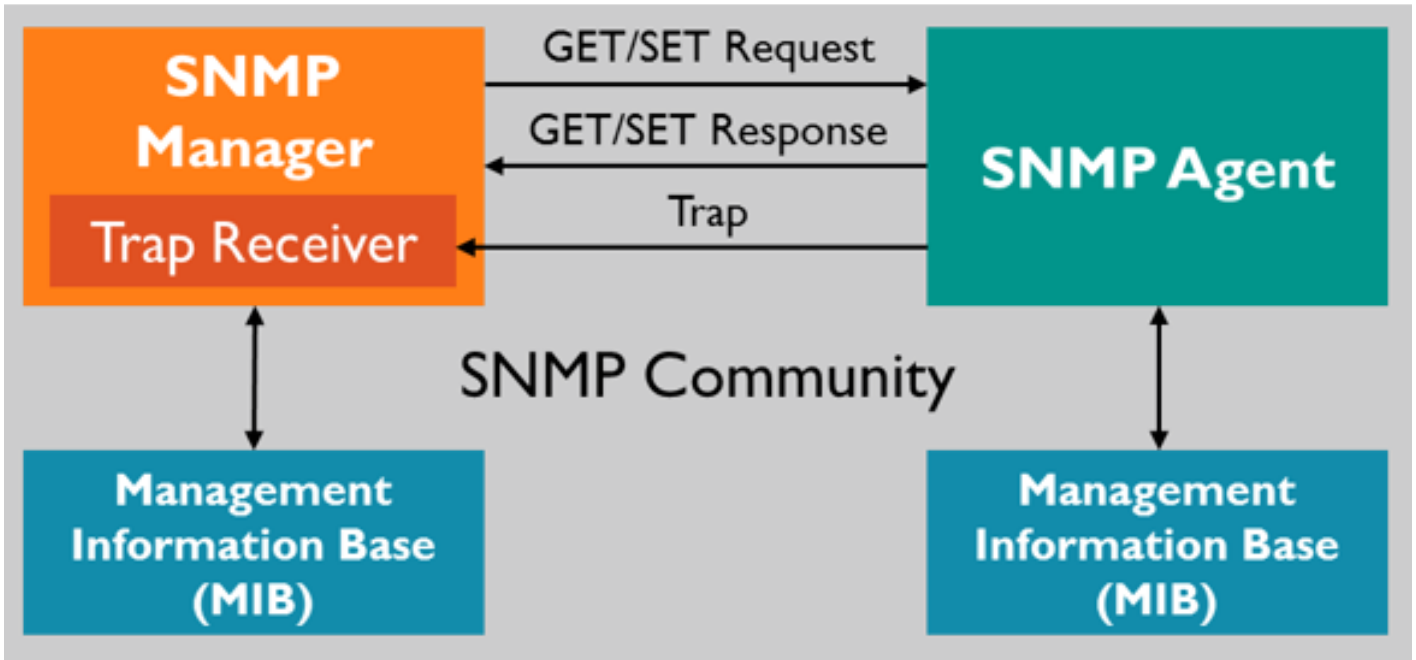 SNMP
Manager
Trap Receiver
GET/SET Request
GET/SET Response
Trap
SNMP Agent
SNMP Community
Management
Information Base
(MIB)
Management
Information Base
(MIB)